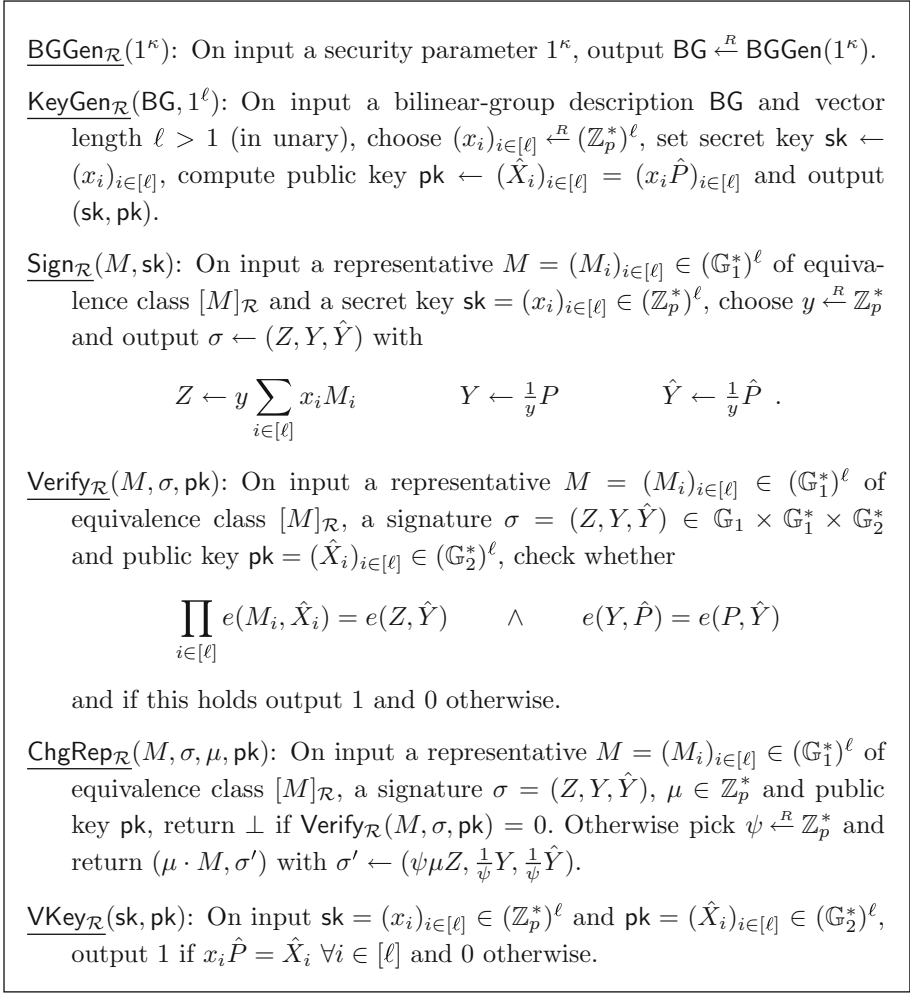 BGGen_R(1^κ): On input a security parameter 1^κ, output BG ←^R BGGen(1^κ).
KeyGen_R(BG, 1^ℓ): On input a bilinear-group description BG and vector
length ℓ > 1 (in unary), choose (x_i)_{i∈[ℓ]} ←^R (ℤ_p^*)^ℓ, set secret key sk ←
(x_i)_{i∈[ℓ]}, compute public key pk ← (X̂_i)_{i∈[ℓ]} = (x_i P̂)_{i∈[ℓ]} and output
(sk, pk).
Sign_R(M, sk): On input a representative M = (M_i)_{i∈[ℓ]} ∈ (𝔾_1^*)^ℓ of equiva-
lence class [M]_R and a secret key sk = (x_i)_{i∈[ℓ]} ∈ (ℤ_p^*)^ℓ, choose y ←^R ℤ_p^*
and output σ ← (Z, Y, Ŷ) with
Z ← y ∑_{i∈[ℓ]} x_i M_i    Y ← 1/y P    Ŷ ← 1/y P̂ .
Verify_R(M, σ, pk): On input a representative M = (M_i)_{i∈[ℓ]} ∈ (𝔾_1^*)^ℓ of
equivalence class [M]_R, a signature σ = (Z, Y, Ŷ) ∈ 𝔾_1 × 𝔾_1^* × 𝔾_2^*
and public key pk = (X̂_i)_{i∈[ℓ]} ∈ (𝔾_2^*)^ℓ, check whether
∏_{i∈[ℓ]} e(M_i, X̂_i) = e(Z, Ŷ)    ∧    e(Y, P̂) = e(P, Ŷ)
and if this holds output 1 and 0 otherwise.
ChgRep_R(M, σ, μ, pk): On input a representative M = (M_i)_{i∈[ℓ]} ∈ (𝔾_1^*)^ℓ of
equivalence class [M]_R, a signature σ = (Z, Y, Ŷ), μ ∈ ℤ_p^* and public
key pk, return ⊥ if Verify_R(M, σ, pk) = 0. Otherwise pick ψ ←^R ℤ_p^* and
return (μ · M, σ′) with σ′ ← (ψμZ, 1/ψ Y, 1/ψ Ŷ).
VKey_R(sk, pk): On input sk = (x_i)_{i∈[ℓ]} ∈ (ℤ_p^*)^ℓ and pk = (X̂_i)_{i∈[ℓ]} ∈ (𝔾_2^*)^ℓ,
output 1 if x_i P̂ = X̂_i ∀i ∈ [ℓ] and 0 otherwise.